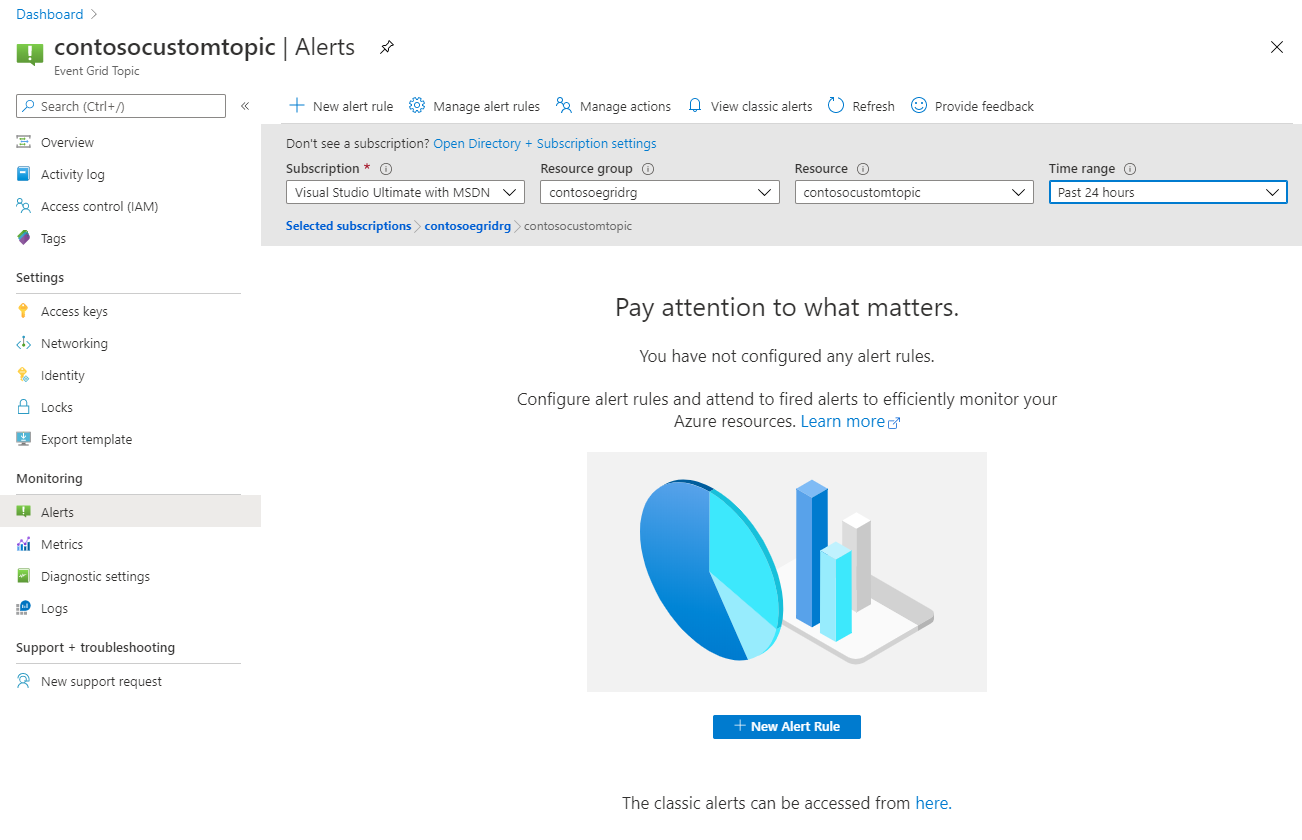 Dashboard
contosocustomtopic | Alerts
Event Grid Topic
Search (Ctrl+/)
Overview
Activity log
Access control (IAM)
Tags
Settings
Access keys
Networking
Identity
Locks
Export template
Monitoring
Alerts
Metrics
Diagnostic settings
Logs
Support + troubleshooting
New support request
New alert rule Manage alert rules Manage actions View classic alerts Refresh Provide feedback
Don't see a subscription? Open Directory + Subscription settings
Subscription * Resource group Resource Time range
Visual Studio Ultimate with MSDN contosoegridrg contosocustomtopic Past 24 hours
Selected subscriptions > contosoegridrg > contosocustomtopic
Pay attention to what matters.
You have not configured any alert rules.
Configure alert rules and attend to fired alerts to efficiently monitor your
Azure resources. Learn more
+ New Alert Rule
The classic alerts can be accessed from here.